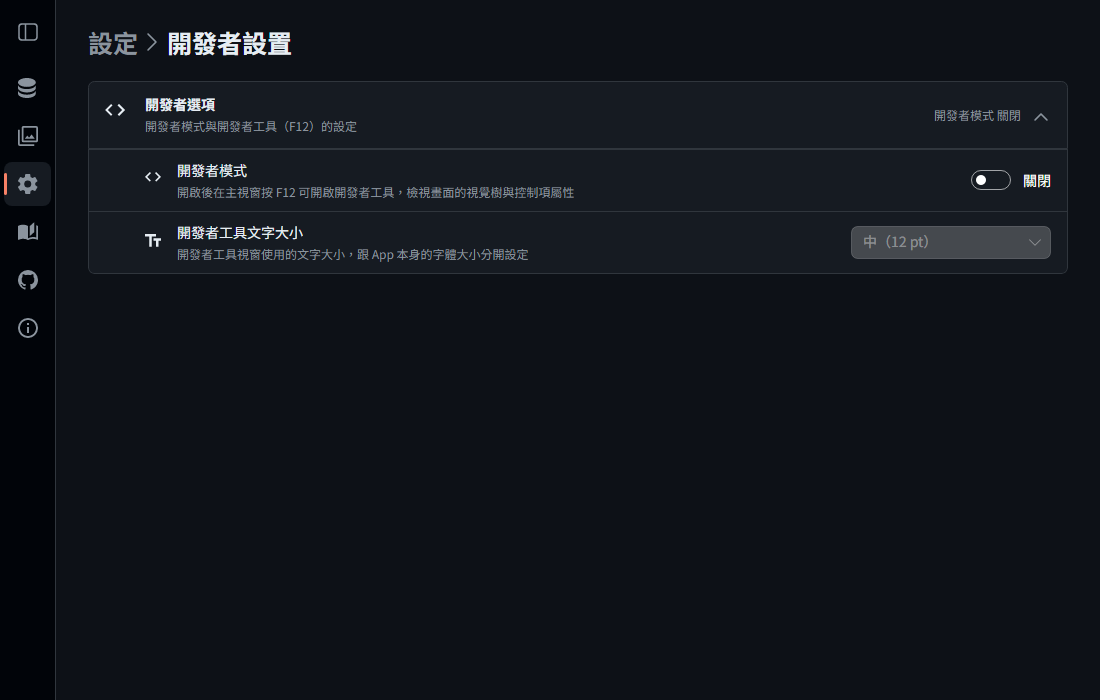 設定 > 開發者設置
開發者選項
開發者模式與開發者工具（F12）的設定
開發者模式 關閉
開發者模式
開啟後在主視窗按 F12 可開啟開發者工具，檢視畫面的視覺樹與控制項屬性
關閉
開發者工具文字大小
開發者工具視窗使用的文字大小，跟 App 本身的字體大小分開設定
中（12 pt）